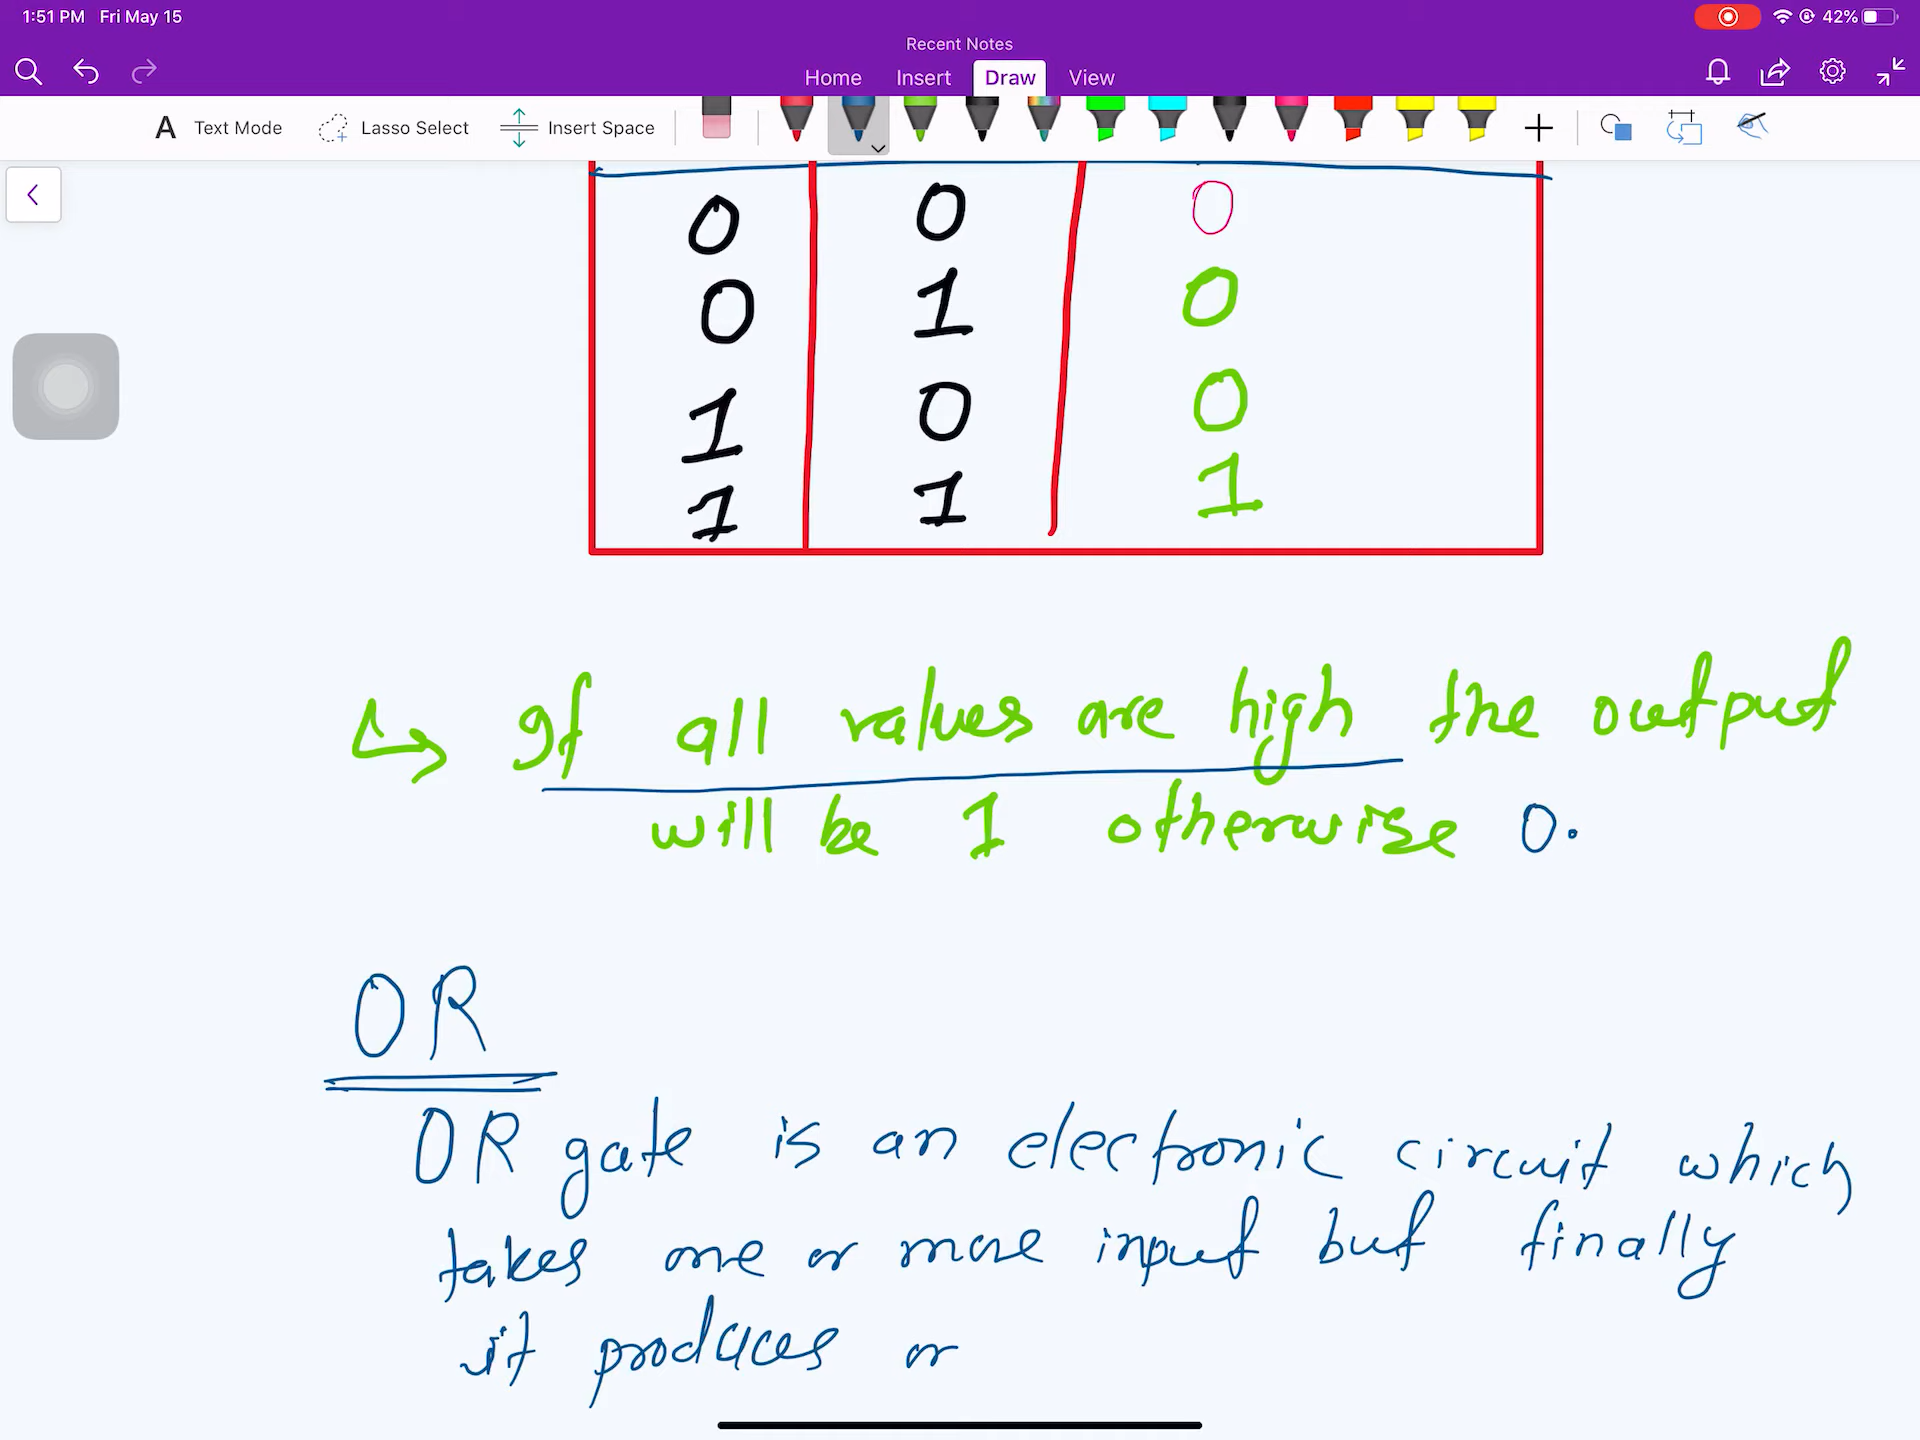 1:51 PM Fri May 15
42%
Recent Notes
Home Insert Draw View
A Text Mode Lasso Select Insert Space
0 0 0
0 1 0
1 0 0
1 1 1
If all values are high the output
will be 1 otherwise 0.
OR
OR gate is an electronic circuit which
takes one or more input but finally
it produces or